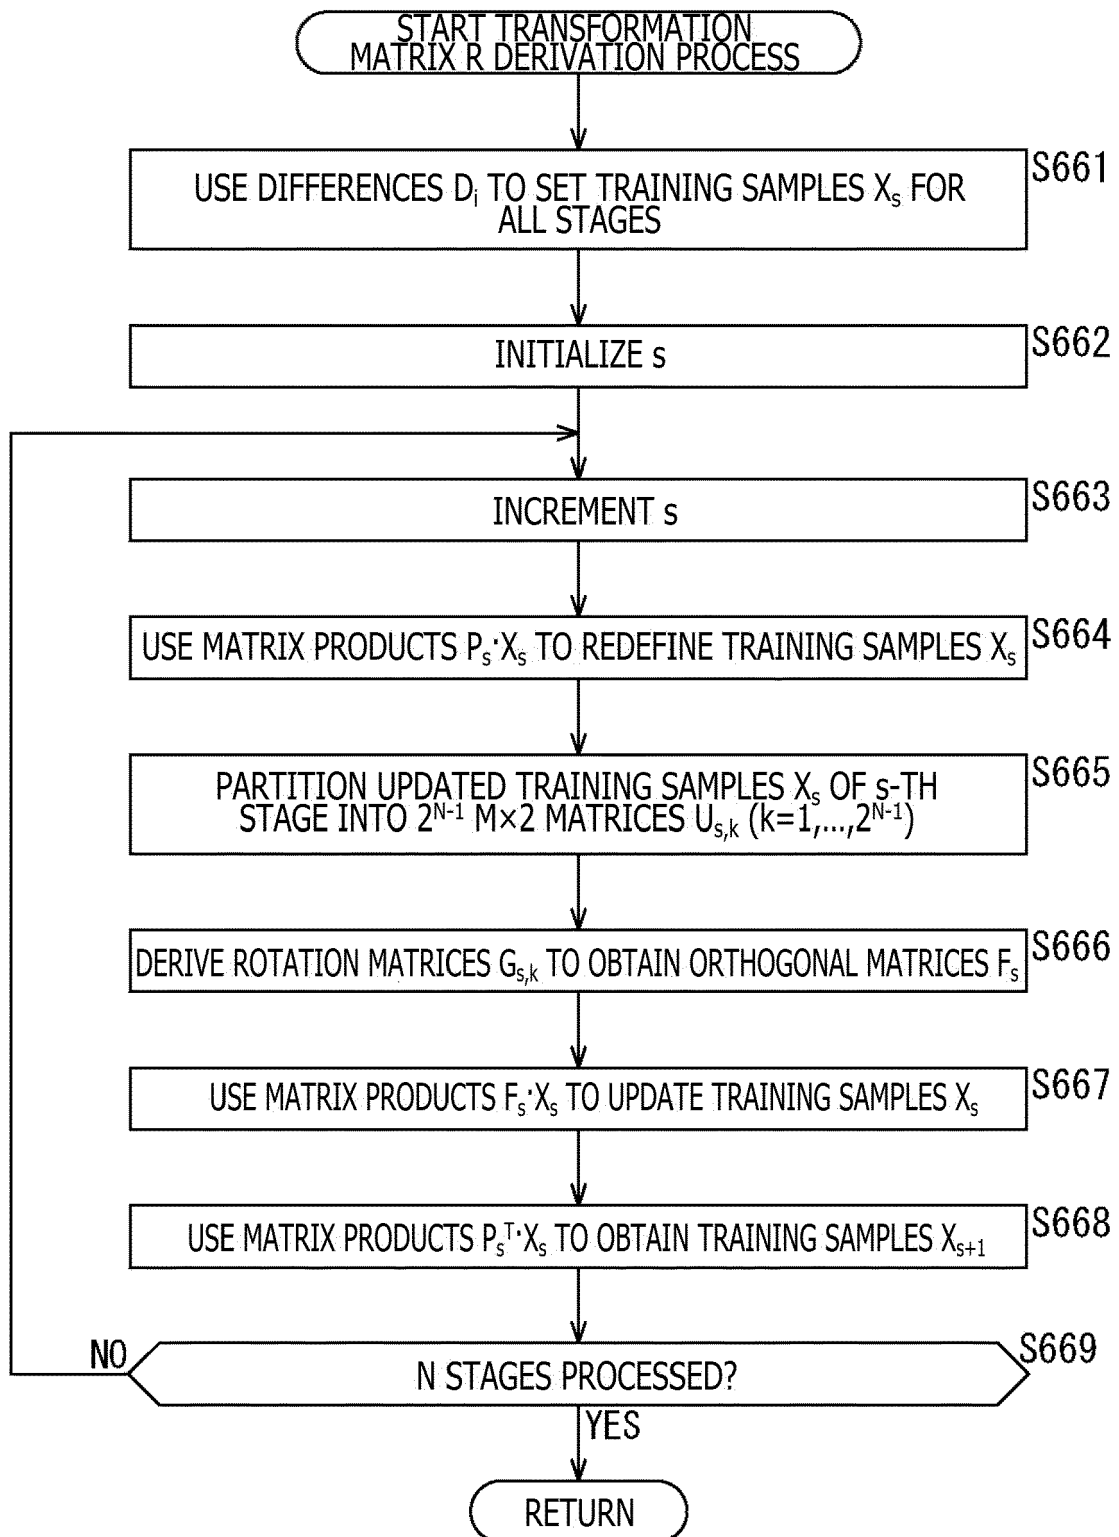 START TRANSFORMATION
MATRIX R DERIVATION PROCESS
S661
USE DIFFERENCES Dᵢ TO SET TRAINING SAMPLES Xₛ FOR
ALL STAGES
S662
INITIALIZE s
S663
INCREMENT s
S664
USE MATRIX PRODUCTS Pₛ·Xₛ TO REDEFINE TRAINING SAMPLES Xₛ
S665
PARTITION UPDATED TRAINING SAMPLES Xₛ OF s-TH
STAGE INTO 2ᴺ⁻¹ M×2 MATRICES Uₛ,ₖ (k=1,...,2ᴺ⁻¹)
S666
DERIVE ROTATION MATRICES Gₛ,ₖ TO OBTAIN ORTHOGONAL MATRICES Fₛ
S667
USE MATRIX PRODUCTS Fₛ·Xₛ TO UPDATE TRAINING SAMPLES Xₛ
S668
USE MATRIX PRODUCTS Pₛᵀ·Xₛ TO OBTAIN TRAINING SAMPLES Xₛ₊₁
S669
NO
N STAGES PROCESSED?
YES
RETURN